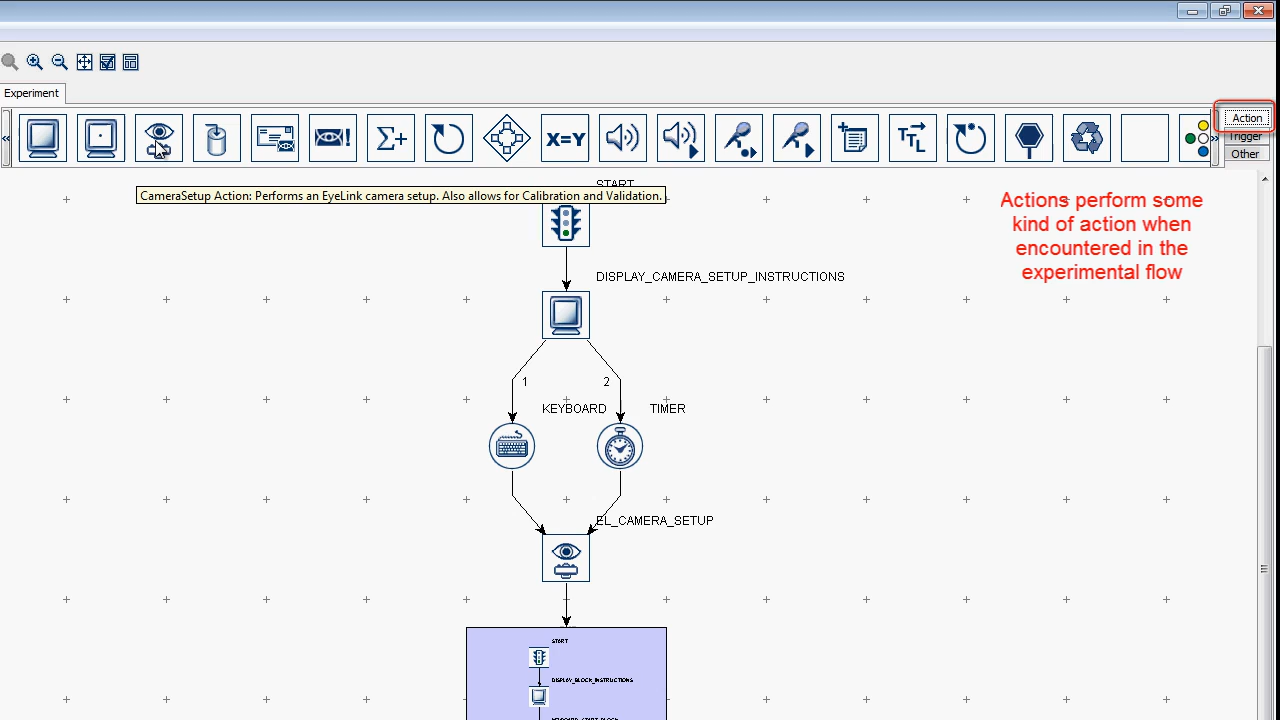 Experiment
X=Y
TTL
Action
Trigger
Other
CameraSetup Action: Performs an EyeLink camera setup. Also allows for Calibration and Validation.
START
Actions perform some
kind of action when
encountered in the
experimental flow
DISPLAY_CAMERA_SETUP_INSTRUCTIONS
1
2
KEYBOARD
TIMER
EL_CAMERA_SETUP
START
DISPLAY_BLOCK_INSTRUCTIONS